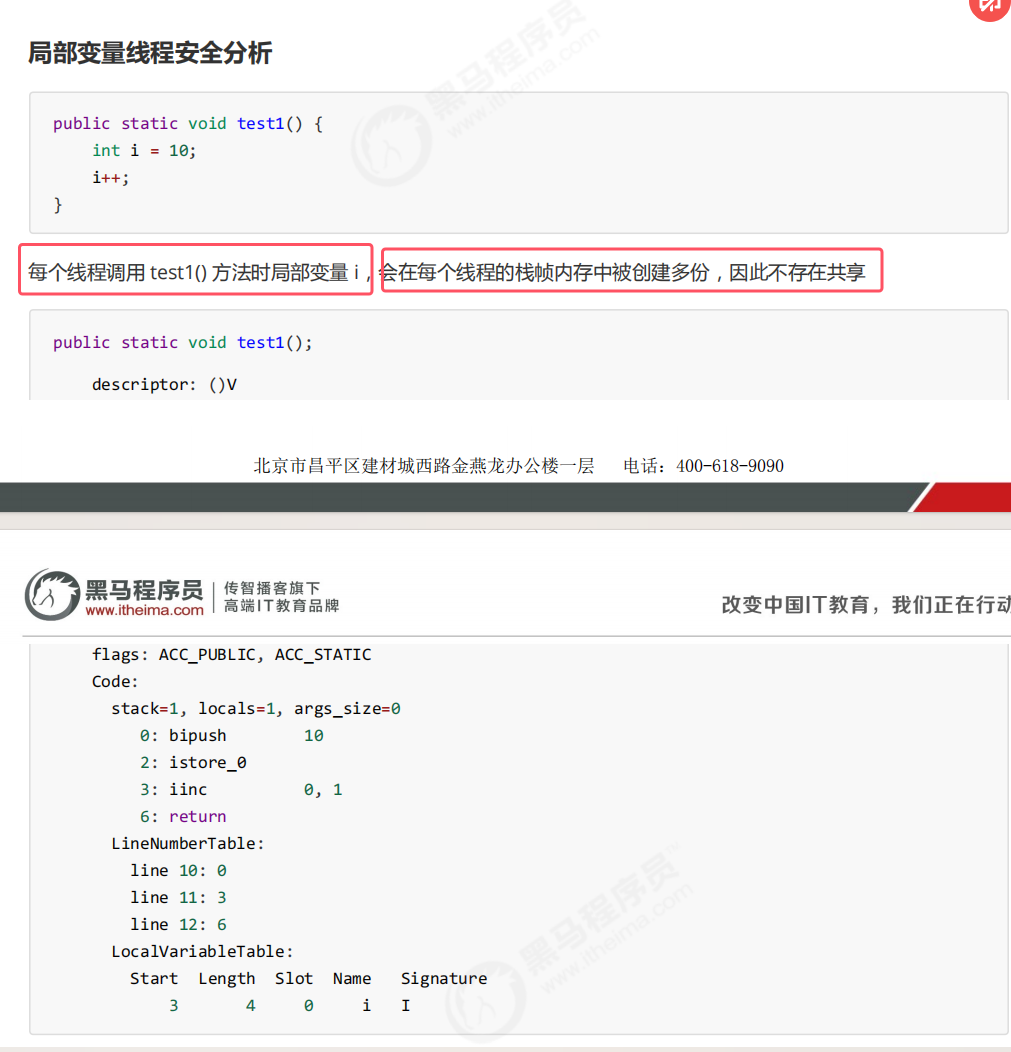 局部变量线程安全分析
public static void test1() {
int i = 10;
i++;
}
每个线程调用 test1() 方法时局部变量 i，会在每个线程的栈帧内存中被创建多份，因此不存在共享
public static void test1();
descriptor: ()V
北京市昌平区建材城西路金燕龙办公楼一层 电话：400-618-9090
黑马程序员
www.itheima.com
传智播客旗下
高端IT教育品牌
改变中国IT教育，我们正在行动
flags: ACC_PUBLIC, ACC_STATIC
Code:
stack=1, locals=1, args_size=0
0: bipush 10
2: istore_0
3: iinc 0, 1
6: return
LineNumberTable:
line 10: 0
line 11: 3
line 12: 6
LocalVariableTable:
Start Length Slot Name Signature
3 4 0 i I
黑马程序员
www.itheima.com
黑马程序员
www.itheima.com